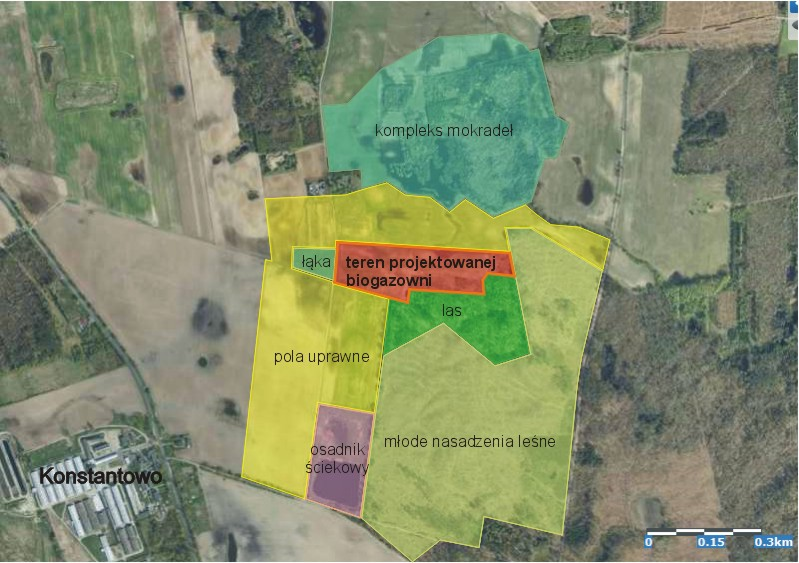 kompleks mokradeł
łąka
teren projektowanej
biogazowni
las
pola uprawne
młode nasadzenia leśne
osadnik
ściekowy
Konstantowo
0
0.15
0.3km